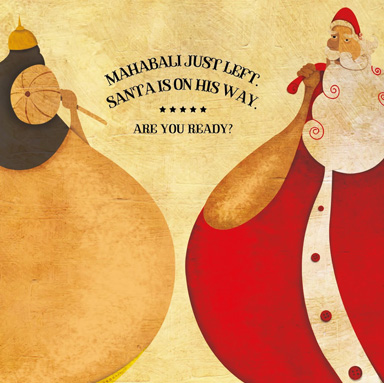 MAHABALI JUST LEFT.
SANTA IS ON HIS WAY.
ARE YOU READY?